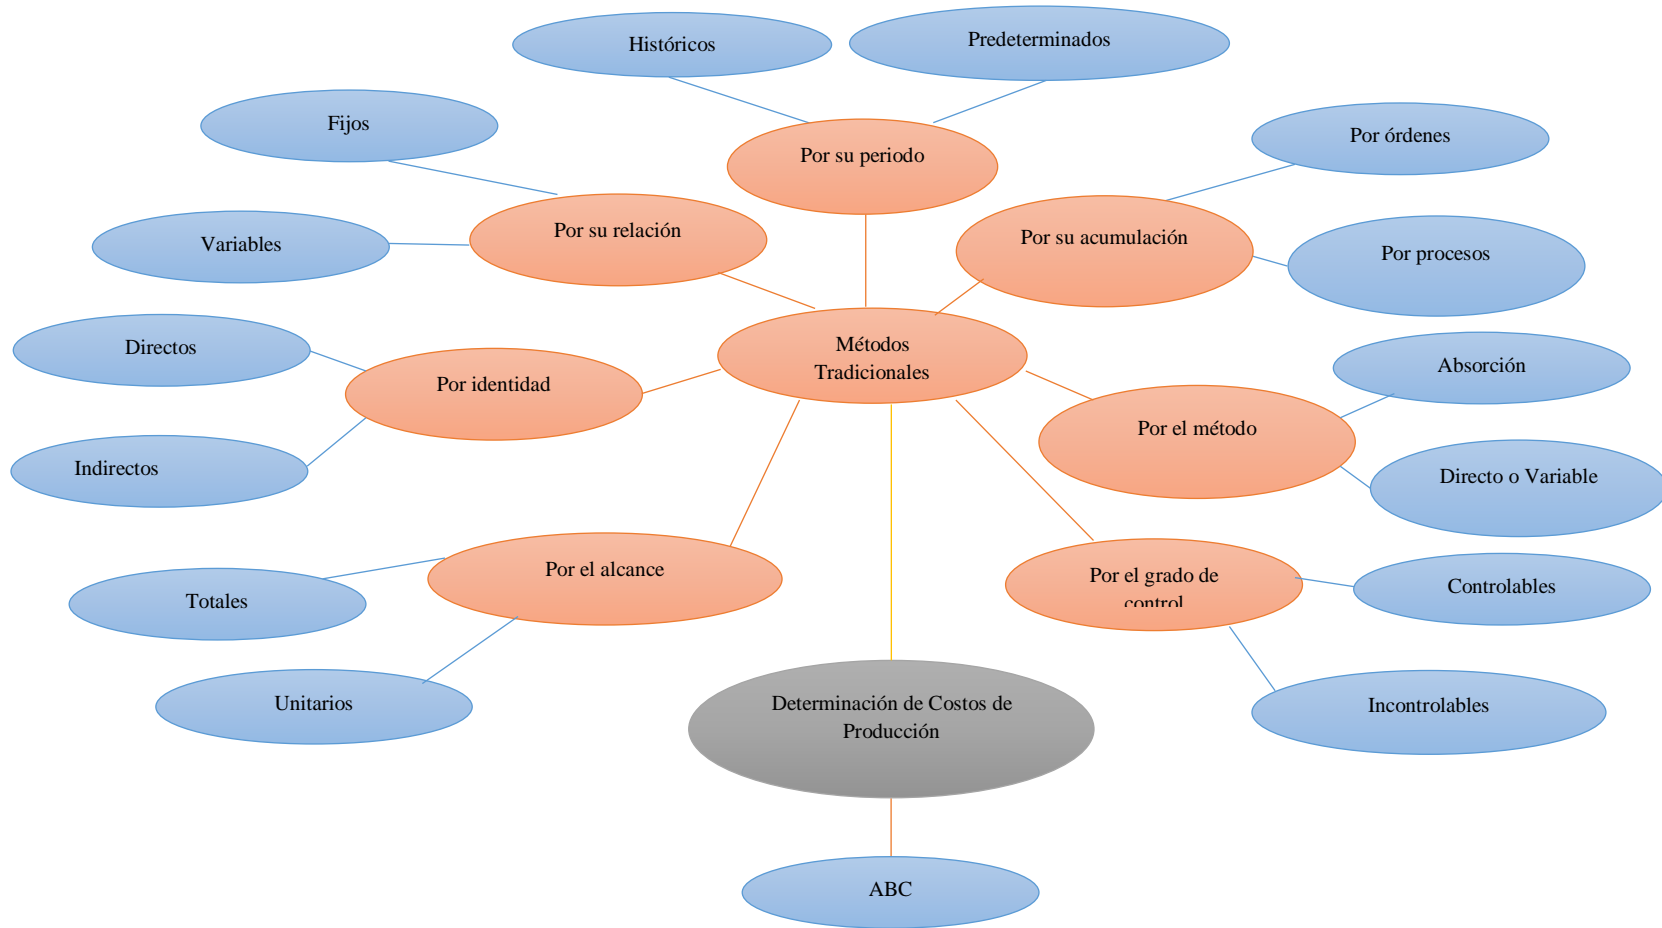 Históricos
Predeterminados
Fijos
Por su periodo
Por órdenes
Por su relación
Por su acumulación
Variables
Por procesos
Métodos
Tradicionales
Directos
Absorción
Por identidad
Por el método
Indirectos
Directo o Variable
Por el alcance
Por el grado de
control
Controlables
Totales
Unitarios
Determinación de Costos de
Producción
Incontrolables
ABC